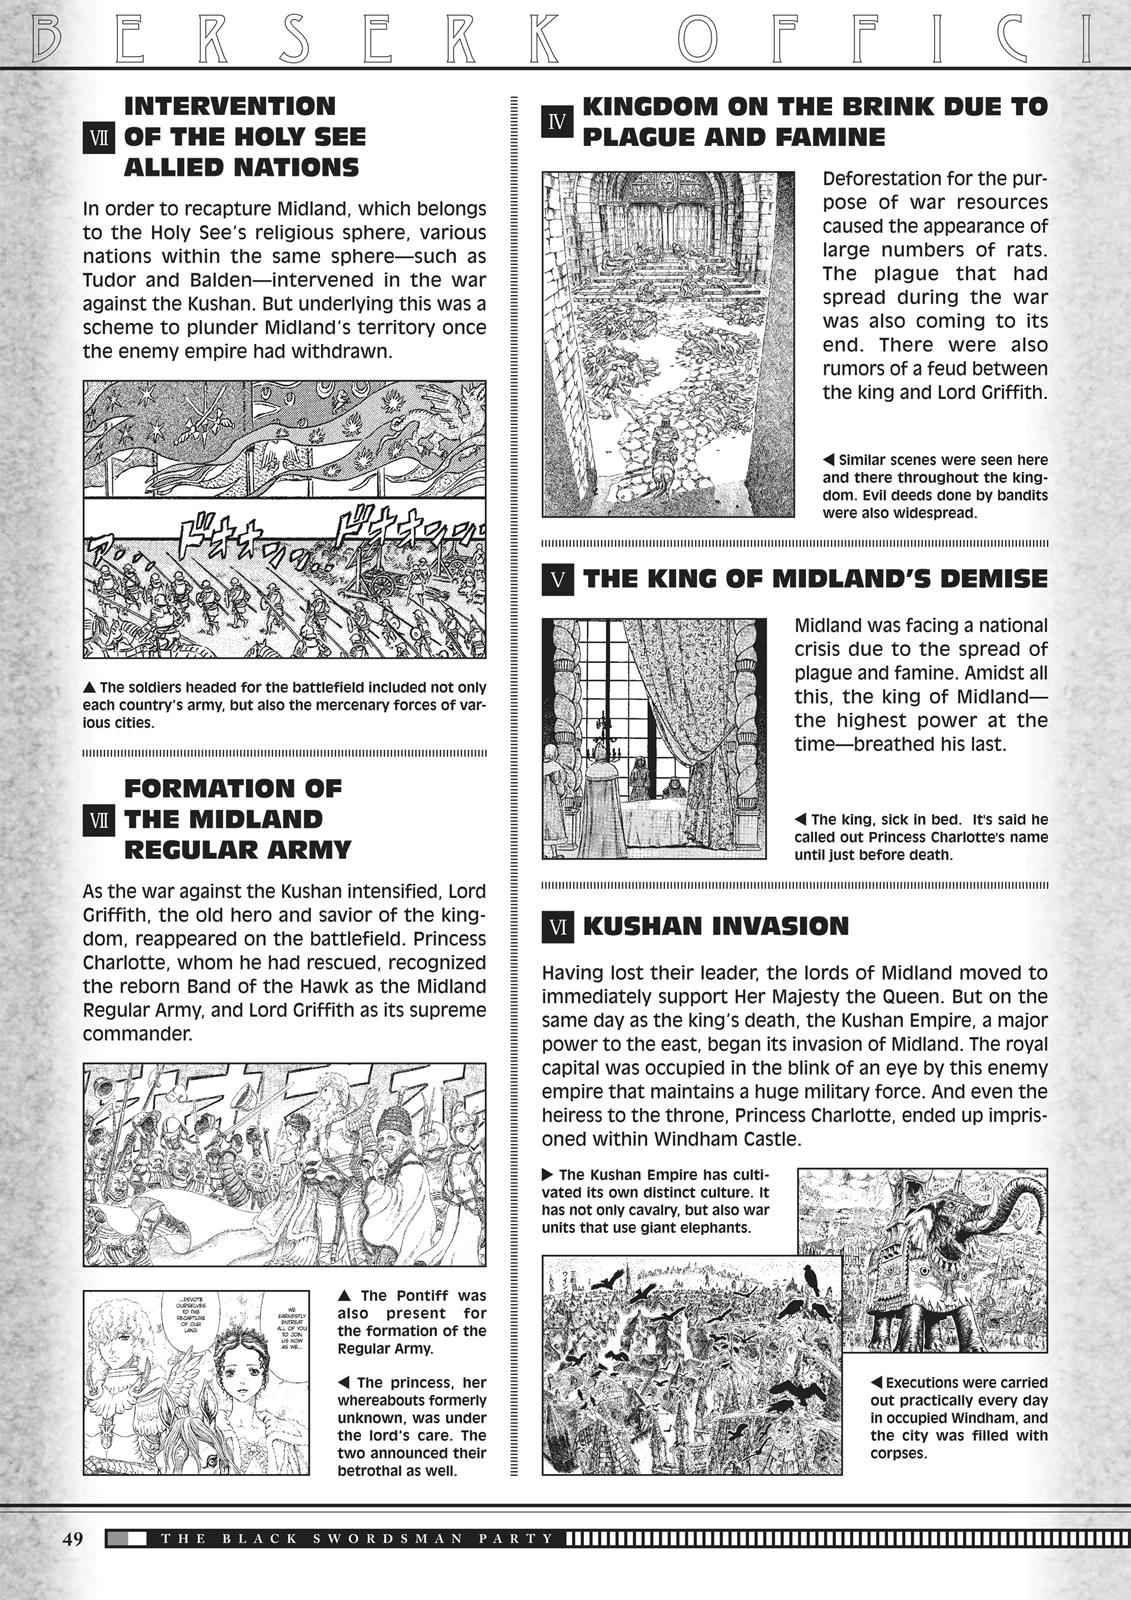 BERSERK OFFICI
VII
INTERVENTION
OF THE HOLY SEE
ALLIED NATIONS
In order to recapture Midland, which belongs
to the Holy See's religious sphere, various
nations within the same sphere—such as
Tudor and Balden—intervened in the war
against the Kushan. But underlying this was a
scheme to plunder Midland's territory once
the enemy empire had withdrawn.
▲ The soldiers headed for the battlefield included not only
each country's army, but also the mercenary forces of var-
ious cities.
VII
FORMATION OF
THE MIDLAND
REGULAR ARMY
As the war against the Kushan intensified, Lord
Griffith, the old hero and savior of the king-
dom, reappeared on the battlefield. Princess
Charlotte, whom he had rescued, recognized
the reborn Band of the Hawk as the Midland
Regular Army, and Lord Griffith as its supreme
commander.
...DEVOTE
OURSELVES
TO THE
RECAPTURE
OF OUR
LAND.
WE
EARNESTLY
ENTREAT
ALL OF YOU
TO JOIN
US NOW
AS WE...
▲ The Pontiff was
also present for
the formation of the
Regular Army.
◀ The princess, her
whereabouts formerly
unknown, was under
the lord's care. The
two announced their
betrothal as well.
IV
KINGDOM ON THE BRINK DUE TO
PLAGUE AND FAMINE
Deforestation for the pur-
pose of war resources
caused the appearance of
large numbers of rats.
The plague that had
spread during the war
was also coming to its
end. There were also
rumors of a feud between
the king and Lord Griffith.
◀ Similar scenes were seen here
and there throughout the king-
dom. Evil deeds done by bandits
were also widespread.
V
THE KING OF MIDLAND'S DEMISE
Midland was facing a national
crisis due to the spread of
plague and famine. Amidst all
this, the king of Midland—
the highest power at the
time—breathed his last.
◀ The king, sick in bed. It's said he
called out Princess Charlotte's name
until just before death.
VI
KUSHAN INVASION
Having lost their leader, the lords of Midland moved to
immediately support Her Majesty the Queen. But on the
same day as the king's death, the Kushan Empire, a major
power to the east, began its invasion of Midland. The royal
capital was occupied in the blink of an eye by this enemy
empire that maintains a huge military force. And even the
heiress to the throne, Princess Charlotte, ended up impris-
oned within Windham Castle.
▶ The Kushan Empire has culti-
vated its own distinct culture. It
has not only cavalry, but also war
units that use giant elephants.
◀ Executions were carried
out practically every day
in occupied Windham, and
the city was filled with
corpses.
49
THE BLACK SWORDSMAN PARTY